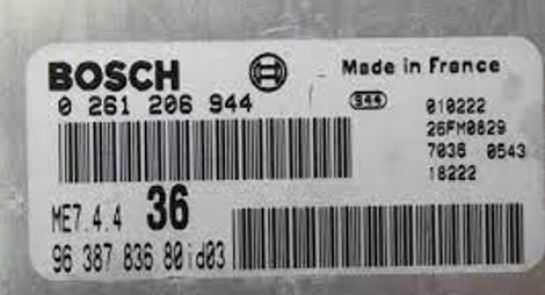 BOSCH
Made in France
0 261 206 944
944
010222
26FM0829
7036 0543
18222
ME7.4.4 36
96 387 836 80id03